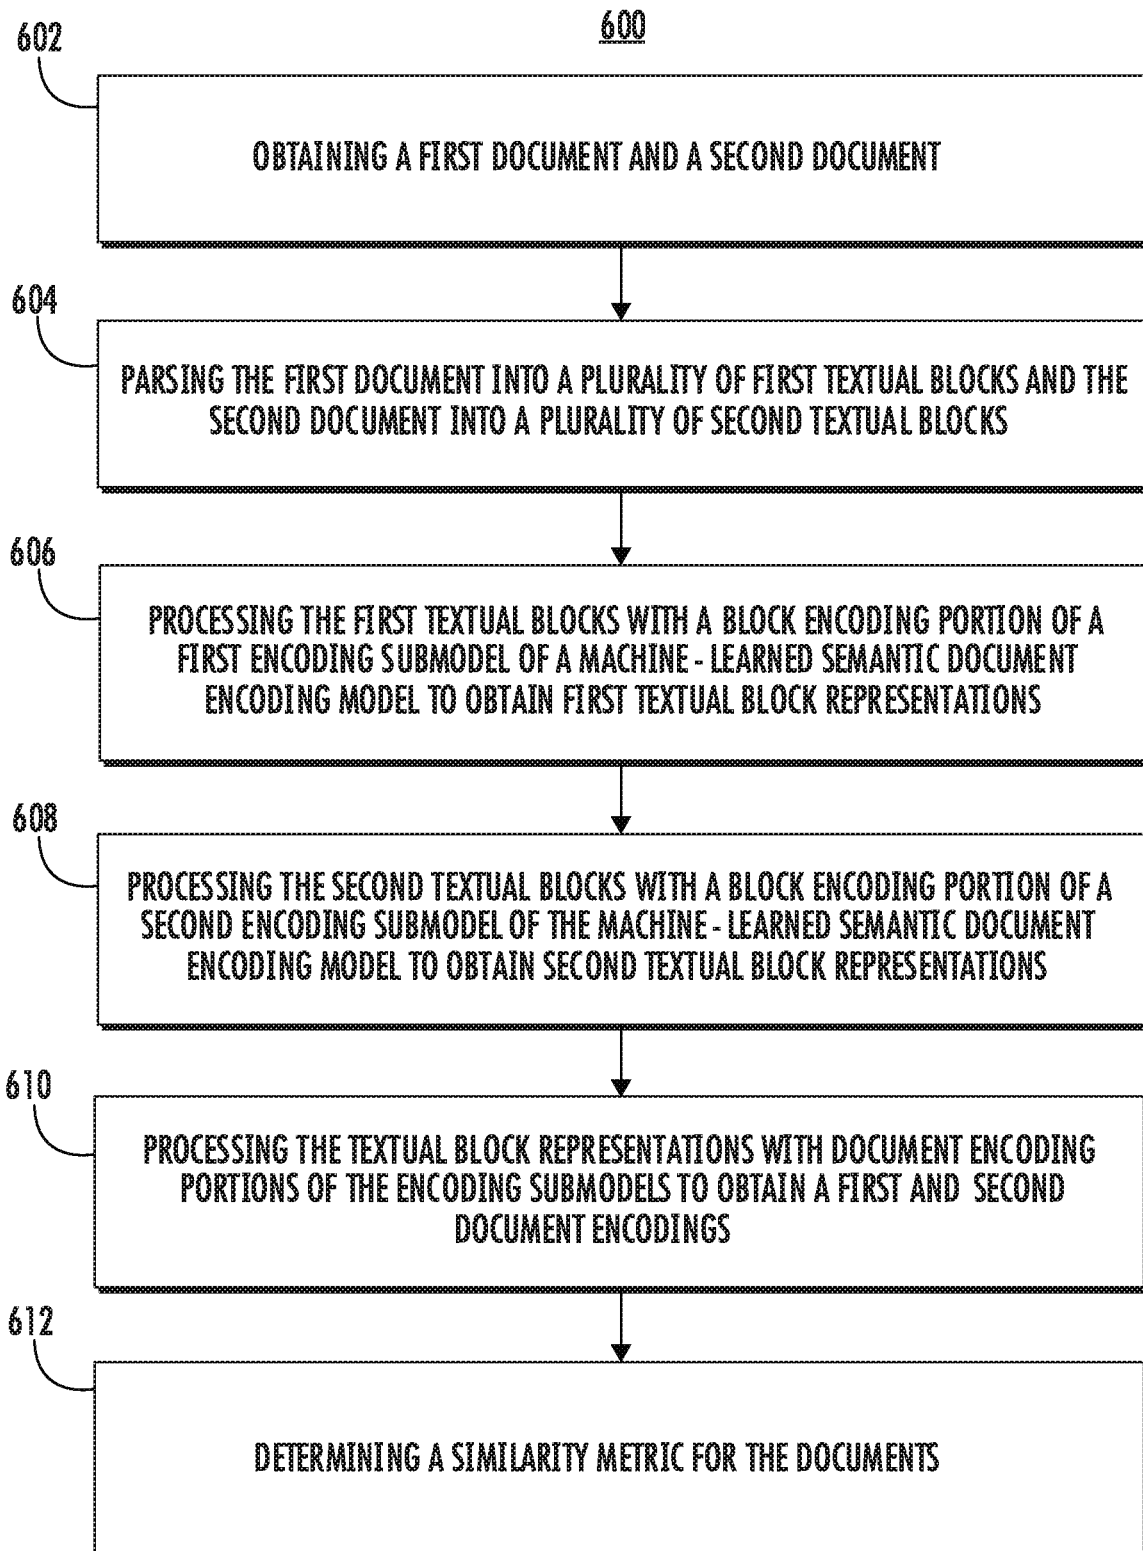 600
602
OBTAINING A FIRST DOCUMENT AND A SECOND DOCUMENT
604
PARSING THE FIRST DOCUMENT INTO A PLURALITY OF FIRST TEXTUAL BLOCKS AND THE
SECOND DOCUMENT INTO A PLURALITY OF SECOND TEXTUAL BLOCKS
606
PROCESSING THE FIRST TEXTUAL BLOCKS WITH A BLOCK ENCODING PORTION OF A
FIRST ENCODING SUBMODEL OF A MACHINE - LEARNED SEMANTIC DOCUMENT
ENCODING MODEL TO OBTAIN FIRST TEXTUAL BLOCK REPRESENTATIONS
608
PROCESSING THE SECOND TEXTUAL BLOCKS WITH A BLOCK ENCODING PORTION OF A
SECOND ENCODING SUBMODEL OF THE MACHINE - LEARNED SEMANTIC DOCUMENT
ENCODING MODEL TO OBTAIN SECOND TEXTUAL BLOCK REPRESENTATIONS
610
PROCESSING THE TEXTUAL BLOCK REPRESENTATIONS WITH DOCUMENT ENCODING
PORTIONS OF THE ENCODING SUBMODELS TO OBTAIN A FIRST AND SECOND
DOCUMENT ENCODINGS
612
DETERMINING A SIMILARITY METRIC FOR THE DOCUMENTS